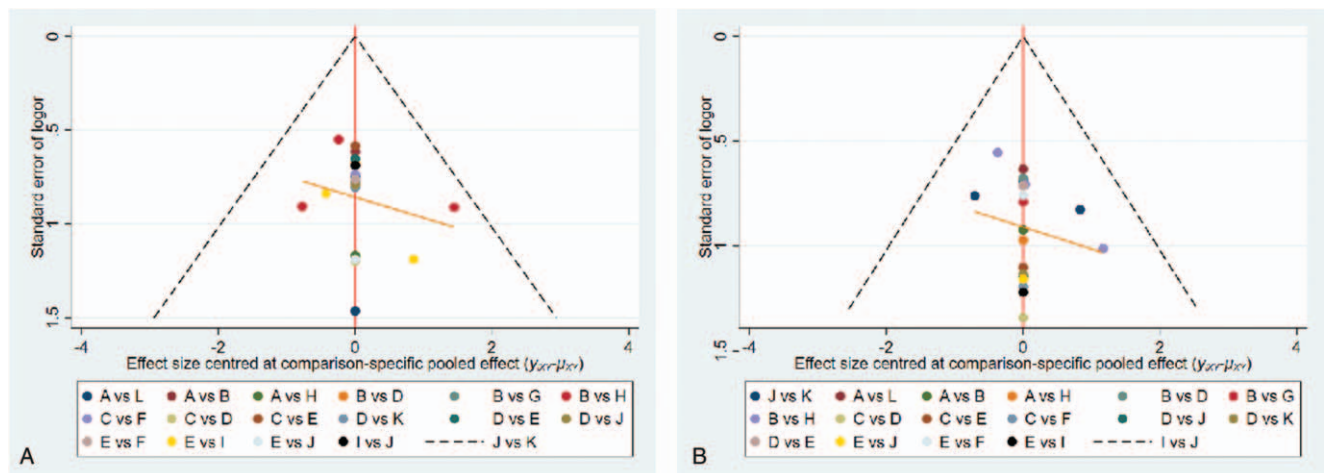 0
.5
1
1.5
Standard error of logor
-4 -2 0 2 4
Effect size centred at comparison-specific pooled effect (yᵢXY-μXY)
A vs L A vs B A vs H B vs D B vs G B vs H
C vs F C vs D C vs E D vs K D vs E D vs J
E vs F E vs I E vs J I vs J J vs K
A
0
.5
1
1.5
Standard error of logor
-4 -2 0 2 4
Effect size centred at comparison-specific pooled effect (yᵢXY-μXY)
J vs K A vs L A vs B A vs H B vs D B vs G
B vs H C vs D C vs E C vs F D vs J D vs K
D vs E E vs J E vs F E vs I I vs J
B